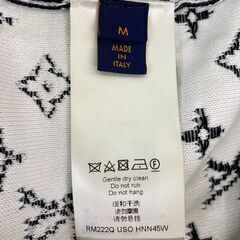 M
MADE
IN
ITALY
Gentle dry clean
Do not rub
Do not hang
缓和干洗
请勿摩擦
请勿悬挂
RM222Q USO HNN45W